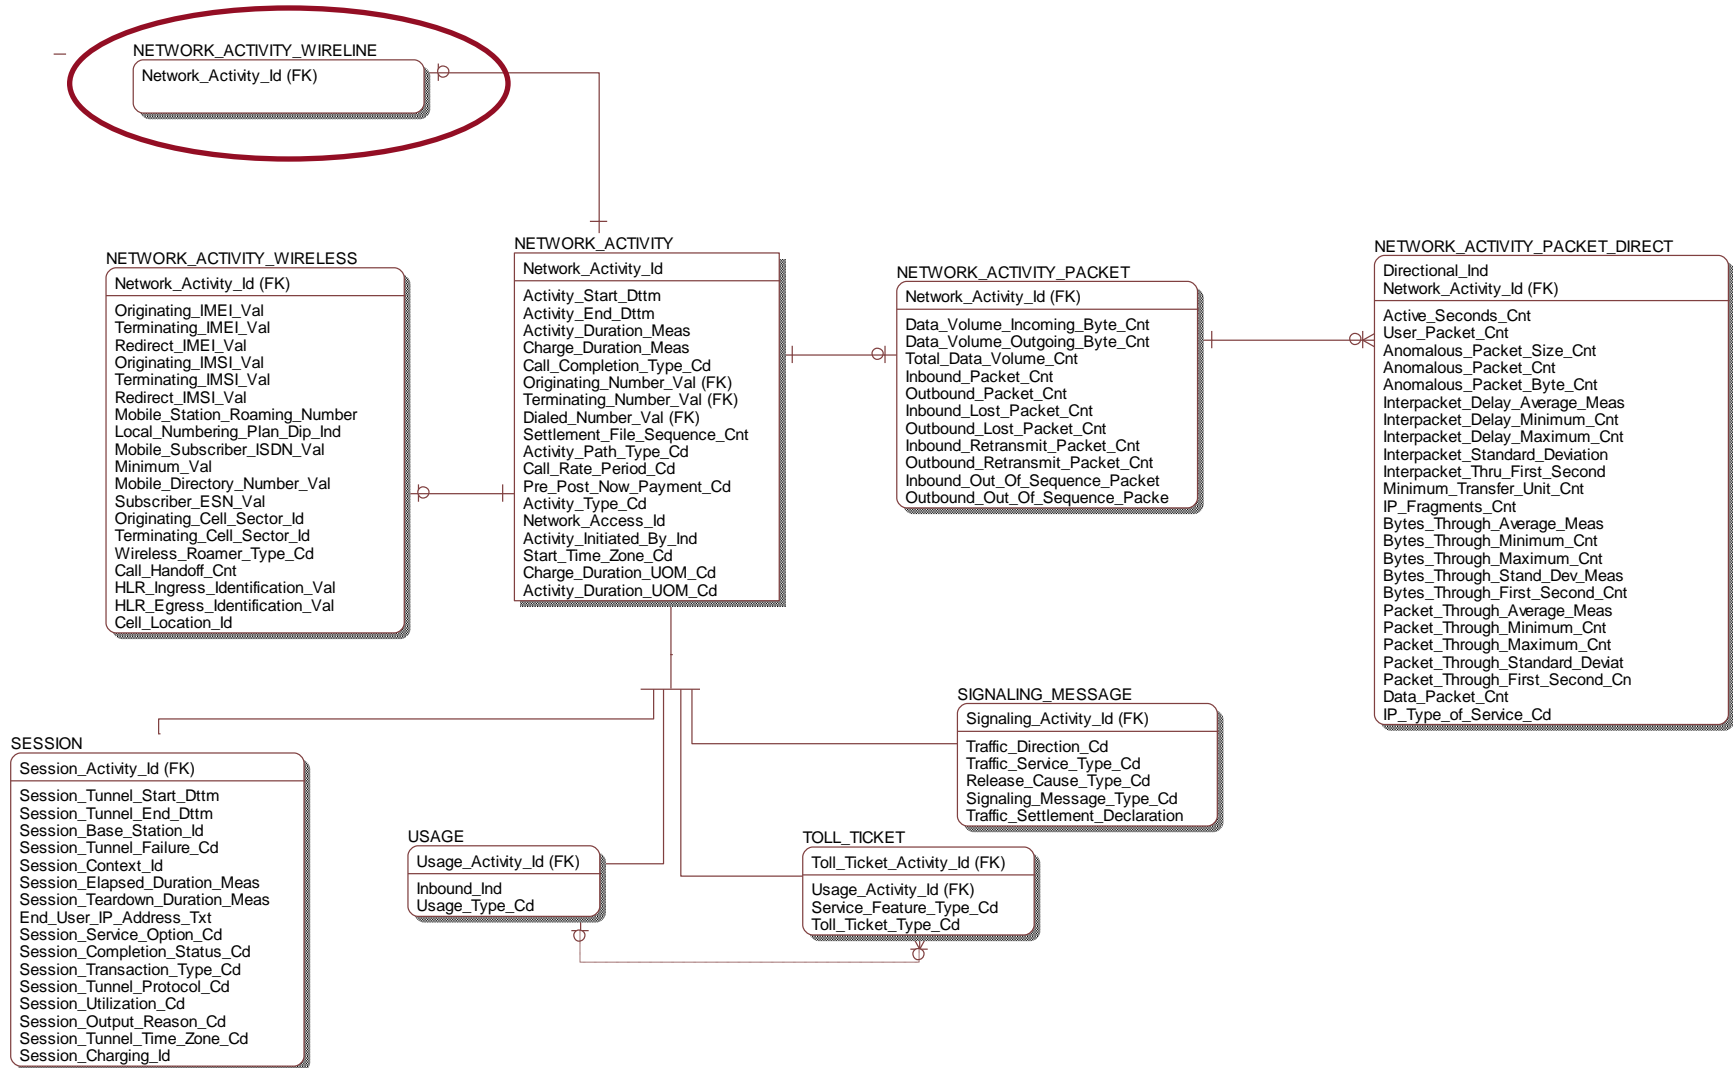 NETWORK_ACTIVITY_WIRELINE
Network_Activity_Id (FK)
NETWORK_ACTIVITY_WIRELESS
Network_Activity_Id (FK)
Originating_IMEI_Val
Terminating_IMEI_Val
Redirect_IMEI_Val
Originating_IMSI_Val
Terminating_IMSI_Val
Redirect_IMSI_Val
Mobile_Station_Roaming_Number
Local_Numbering_Plan_Dip_Ind
Mobile_Subscriber_ISDN_Val
Minimum_Val
Mobile_Directory_Number_Val
Subscriber_ESN_Val
Originating_Cell_Sector_Id
Terminating_Cell_Sector_Id
Wireless_Roamer_Type_Cd
Call_Handoff_Cnt
HLR_Ingress_Identification_Val
HLR_Egress_Identification_Val
Cell_Location_Id
NETWORK_ACTIVITY
Network_Activity_Id
Activity_Start_Dttm
Activity_End_Dttm
Activity_Duration_Meas
Charge_Duration_Meas
Call_Completion_Type_Cd
Originating_Number_Val (FK)
Terminating_Number_Val (FK)
Dialed_Number_Val (FK)
Settlement_File_Sequence_Cnt
Activity_Path_Type_Cd
Call_Rate_Period_Cd
Pre_Post_Now_Payment_Cd
Activity_Type_Cd
Network_Access_Id
Activity_Initiated_By_Ind
Start_Time_Zone_Cd
Charge_Duration_UOM_Cd
Activity_Duration_UOM_Cd
NETWORK_ACTIVITY_PACKET
Network_Activity_Id (FK)
Data_Volume_Incoming_Byte_Cnt
Data_Volume_Outgoing_Byte_Cnt
Total_Data_Volume_Cnt
Inbound_Packet_Cnt
Outbound_Packet_Cnt
Inbound_Lost_Packet_Cnt
Outbound_Lost_Packet_Cnt
Inbound_Retransmit_Packet_Cnt
Outbound_Retransmit_Packet_Cnt
Inbound_Out_Of_Sequence_Packet
Outbound_Out_Of_Sequence_Packe
NETWORK_ACTIVITY_PACKET_DIRECT
Directional_Ind
Network_Activity_Id (FK)
Active_Seconds_Cnt
User_Packet_Cnt
Anomalous_Packet_Size_Cnt
Anomalous_Packet_Cnt
Anomalous_Packet_Byte_Cnt
Interpacket_Delay_Average_Meas
Interpacket_Delay_Minimum_Cnt
Interpacket_Delay_Maximum_Cnt
Interpacket_Standard_Deviation
Interpacket_Thru_First_Second
Minimum_Transfer_Unit_Cnt
IP_Fragments_Cnt
Bytes_Through_Average_Meas
Bytes_Through_Minimum_Cnt
Bytes_Through_Maximum_Cnt
Bytes_Through_Stand_Dev_Meas
Bytes_Through_First_Second_Cnt
Packet_Through_Average_Meas
Packet_Through_Minimum_Cnt
Packet_Through_Maximum_Cnt
Packet_Through_Standard_Deviat
Packet_Through_First_Second_Cn
Data_Packet_Cnt
IP_Type_of_Service_Cd
SESSION
Session_Activity_Id (FK)
Session_Tunnel_Start_Dttm
Session_Tunnel_End_Dttm
Session_Base_Station_Id
Session_Tunnel_Failure_Cd
Session_Context_Id
Session_Elapsed_Duration_Meas
Session_Teardown_Duration_Meas
End_User_IP_Address_Txt
Session_Service_Option_Cd
Session_Completion_Status_Cd
Session_Transaction_Type_Cd
Session_Tunnel_Protocol_Cd
Session_Utilization_Cd
Session_Output_Reason_Cd
Session_Tunnel_Time_Zone_Cd
Session_Charging_Id
USAGE
Usage_Activity_Id (FK)
Inbound_Ind
Usage_Type_Cd
TOLL_TICKET
Toll_Ticket_Activity_Id (FK)
Usage_Activity_Id (FK)
Service_Feature_Type_Cd
Toll_Ticket_Type_Cd
SIGNALING_MESSAGE
Signaling_Activity_Id (FK)
Traffic_Direction_Cd
Traffic_Service_Type_Cd
Release_Cause_Type_Cd
Signaling_Message_Type_Cd
Traffic_Settlement_Declaration